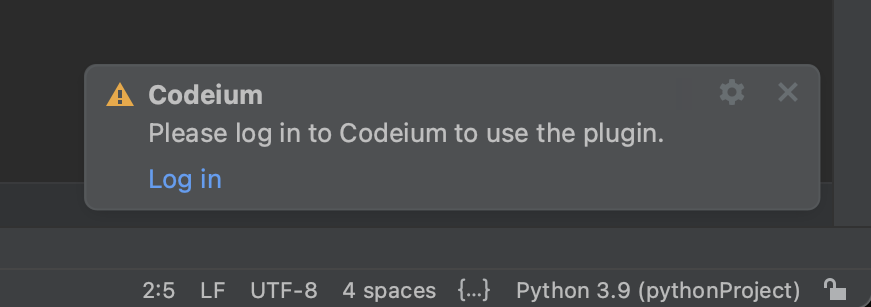 Codeium
Please log in to Codeium to use the plugin.
Log in
2:5 LF UTF-8 4 spaces {...} Python 3.9 (pythonProject)